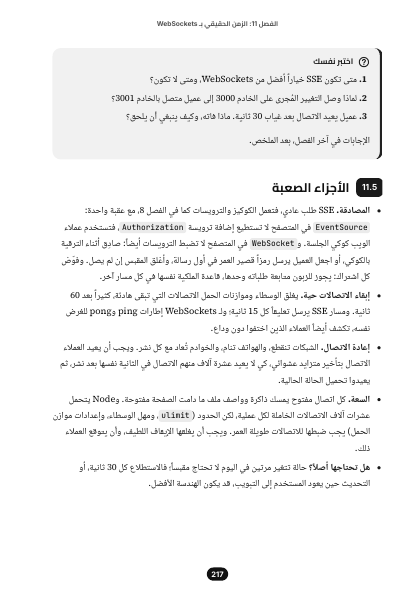 الفصل 11: الزمن الحقيقي بـ WebSockets
اختبر نفسك
1. متى تكون SSE خياراً أفضل من WebSockets، ومتى لا تكون؟
2. لماذا وصل التغيير المُجرى على الخادم 3000 إلى عميل متصل بالخادم 3001؟
3. عميل يعيد الاتصال بعد غياب 30 ثانية. ماذا فاته، وكيف ينبغي أن يلحق؟
الإجابات في آخر الفصل، بعد الملخص.
11.5 الأجزاء الصعبة
• المصادقة. SSE طلب عادي، فتعمل الكوكيز والترويسات كما في الفصل 8، مع عقبة واحدة:
EventSource في المتصفح لا تستطيع إضافة ترويسة Authorization، فتستخدم عملاء
الويب كوكي الجلسة. وWebSocket في المتصفح لا تضبط الترويسات أيضاً: صادِق أثناء الترقية
بالكوكي، أو اجعل العميل يرسل رمزاً قصير العمر في أول رسالة، وأغلق المقبس إن لم يصل. وفوّض
كل اشتراك: يجوز للزبون متابعة طلباته وحدها، قاعدة الملكية نفسها في كل مسار آخر.
• إبقاء الاتصالات حية. يغلق الوسطاء وموازنات الحمل الاتصالات التي تبقى هادئة، كثيراً بعد 60
ثانية. ومسار SSE يرسل تعليقاً كل 15 ثانية؛ ولـ WebSockets إطارات ping وpong للغرض
نفسه، تكشف أيضاً العملاء الذين اختفوا دون وداع.
• إعادة الاتصال. الشبكات تنقطع، والهواتف تنام، والخوادم تُعاد مع كل نشر. ويجب أن يعيد العملاء
الاتصال بتأخير متزايد عشوائي، كي لا يعيد عشرة آلاف منهم الاتصال في الثانية نفسها بعد نشر، ثم
يعيدوا تحميل الحالة الحالية.
• السعة. كل اتصال مفتوح يمسك ذاكرة وواصف ملف ما دامت الصفحة مفتوحة. وNode يتحمل
عشرات آلاف الاتصالات الخاملة لكل عملية، لكن الحدود (ulimit، ومهل الوسطاء، وإعدادات موازن
الحمل) يجب ضبطها للاتصالات طويلة العمر. ويجب أن يغلقها الإيقاف اللطيف، وأن يتوقع العملاء
ذلك.
• هل تحتاجها أصلاً؟ حالة تتغير مرتين في اليوم لا تحتاج مقبساً؛ فالاستطلاع كل 30 ثانية، أو
التحديث حين يعود المستخدم إلى التبويب، قد يكون الهندسة الأفضل.
217